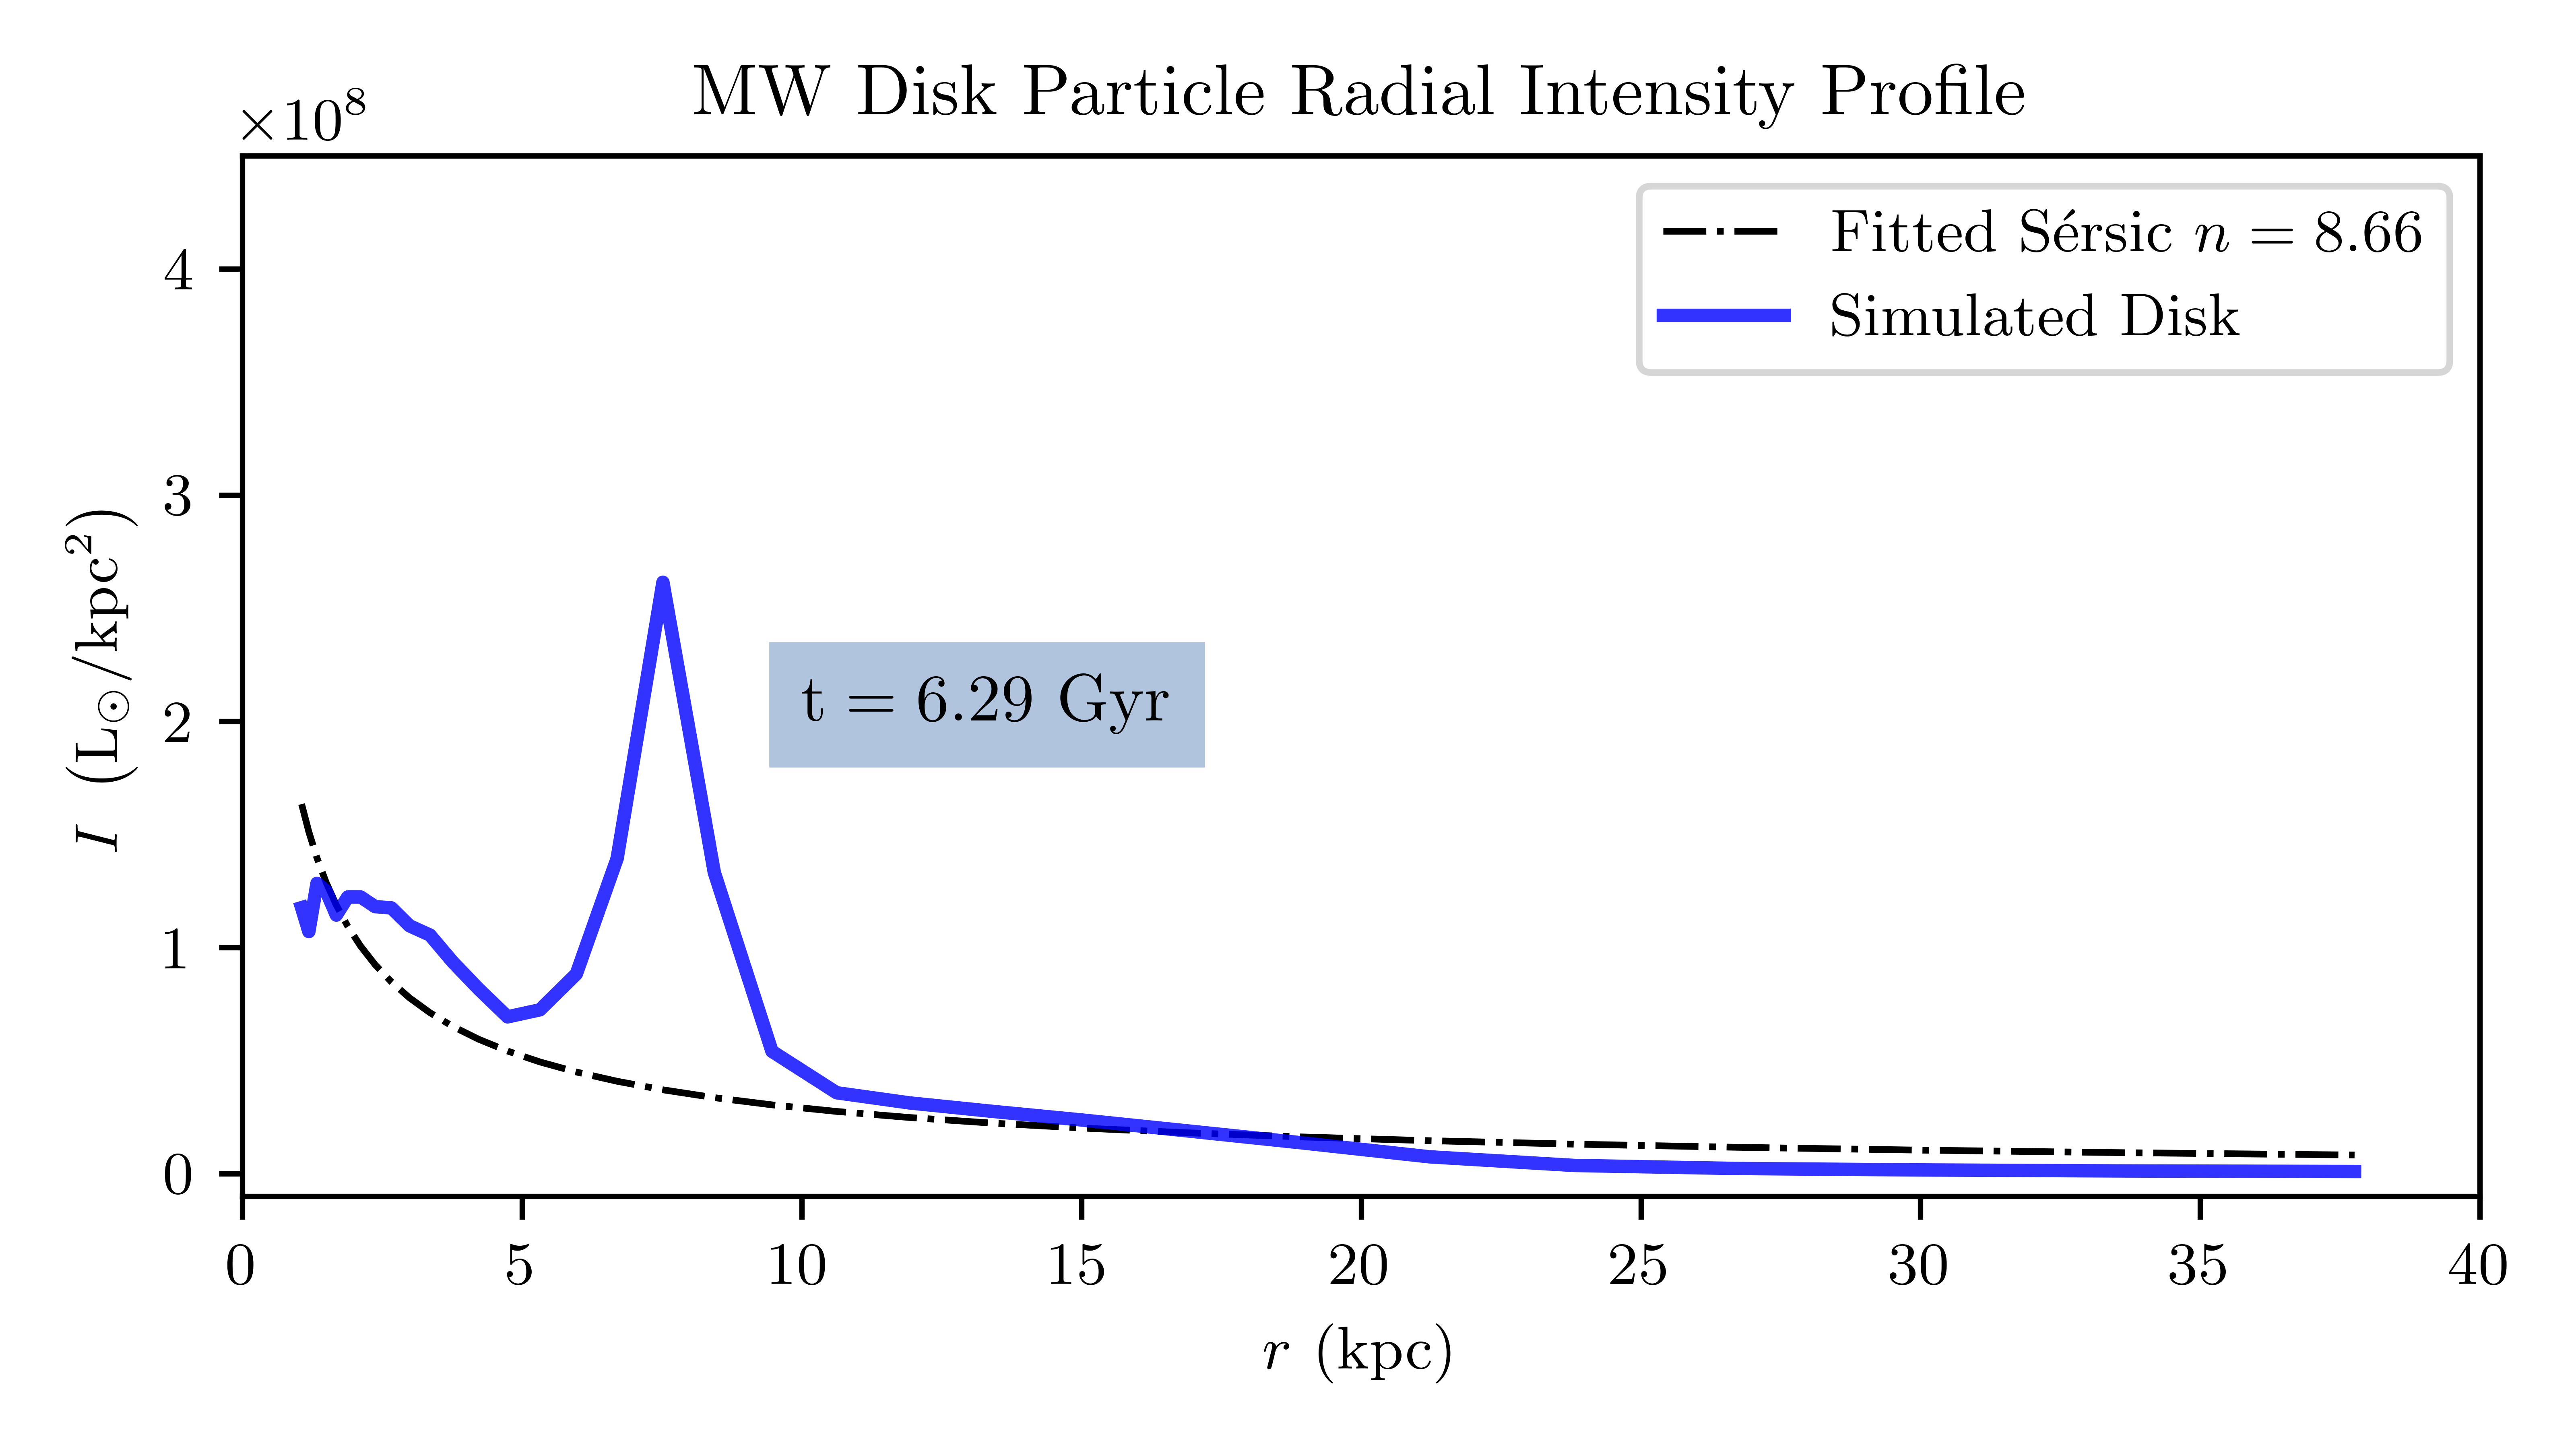 MW Disk Particle Radial Intensity Profile
×10⁸
Fitted Sérsic n = 8.66
Simulated Disk
4
3
2
1
0
I (L⊙/kpc²)
t = 6.29 Gyr
0 5 10 15 20 25 30 35 40
r (kpc)